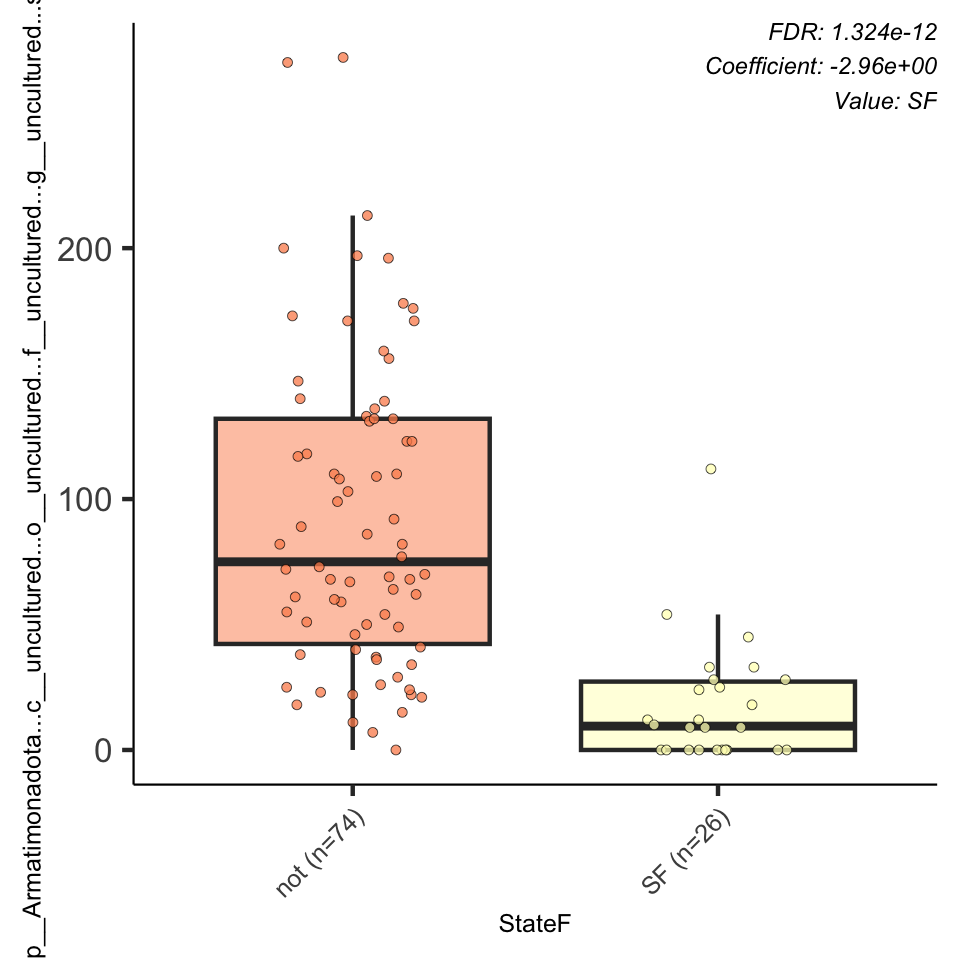 FDR: 1.324e-12
Coefficient: -2.96e+00
Value: SF
p__Armatimonadota...c__uncultured...o__uncultured...f__uncultured...g__uncultured...s
200
100
0
not (n=74)
SF (n=26)
StateF